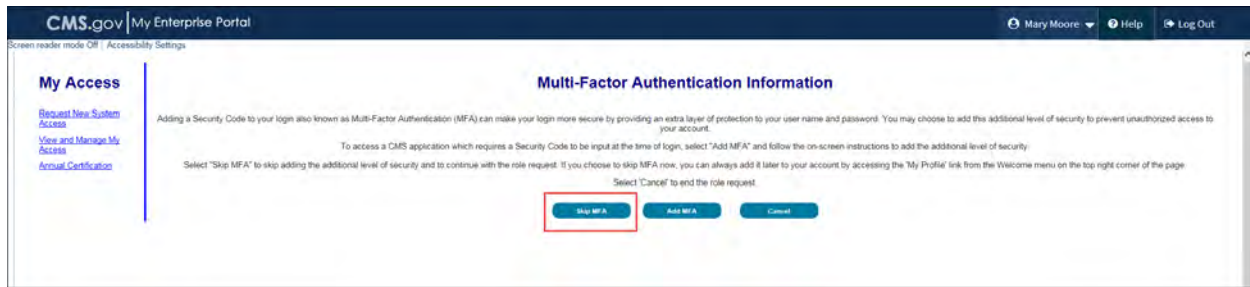 CMS.gov My Enterprise Portal
Mary Moore
Help
Log Out
Screen reader mode Off | Accessibility Settings
My Access
Request New System
Access
View and Manage My
Access
Annual Certification
Multi-Factor Authentication Information
Adding a Security Code to your login also known as Multi-Factor Authentication (MFA) can make your login more secure by providing an extra layer of protection to your user name and password. You may choose to add this additional level of security to prevent unauthorized access to
your account.
To access a CMS application which requires a Security Code to be input at the time of login, select "Add MFA" and follow the on-screen instructions to add the additional level of security.
Select "Skip MFA" to skip adding the additional level of security and to continue with the role request. If you choose to skip MFA now, you can always add it later to your account by accessing the 'My Profile' link from the Welcome menu on the top right corner of the page.
Select 'Cancel' to end the role request.
Skip MFA
Add MFA
Cancel